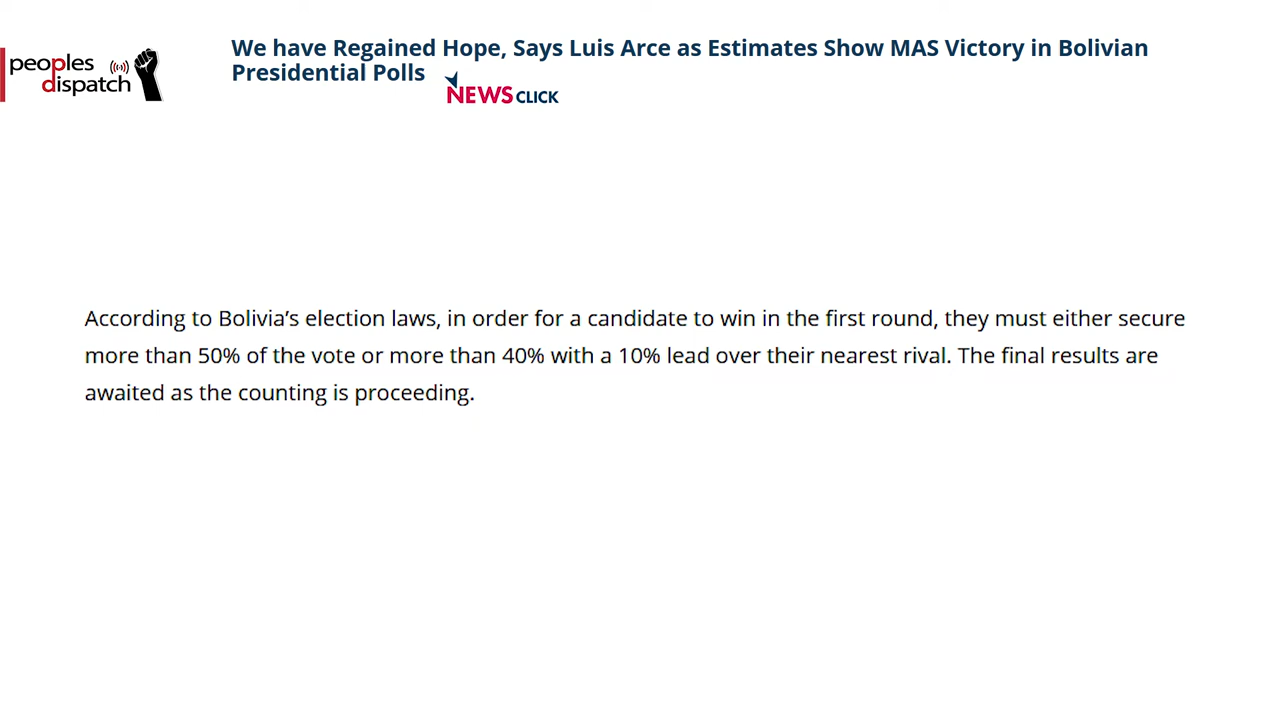 peoples
dispatch
We have Regained Hope, Says Luis Arce as Estimates Show MAS Victory in Bolivian
Presidential Polls
NEWS CLICK
According to Bolivia’s election laws, in order for a candidate to win in the first round, they must either secure
more than 50% of the vote or more than 40% with a 10% lead over their nearest rival. The final results are
awaited as the counting is proceeding.